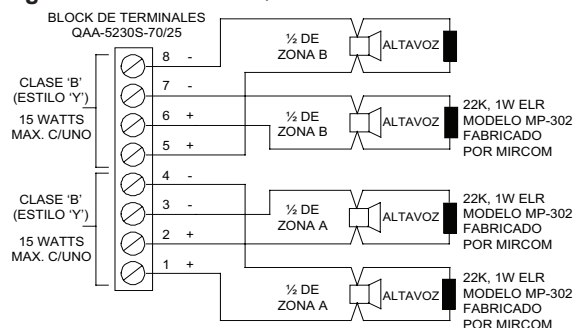 BLOCK DE TERMINALES
QAA-5230S-70/25
CLASE 'B'
(ESTILO 'Y')
15 WATTS
MAX. C/UNO
CLASE 'B'
(ESTILO 'Y')
15 WATTS
MAX. C/UNO
8 -
7 -
6 +
5 +
4 -
3 -
2 +
1 +
½ DE
ZONA B
ALTAVOZ
½ DE
ZONA B
ALTAVOZ
22K, 1W ELR
MODELO MP-302
FABRICADO
POR MIRCOM
½ DE
ZONA A
ALTAVOZ
22K, 1W ELR
MODELO MP-302
FABRICADO
POR MIRCOM
½ DE
ZONA A
ALTAVOZ
22K, 1W ELR
MODELO MP-302
FABRICADO
POR MIRCOM